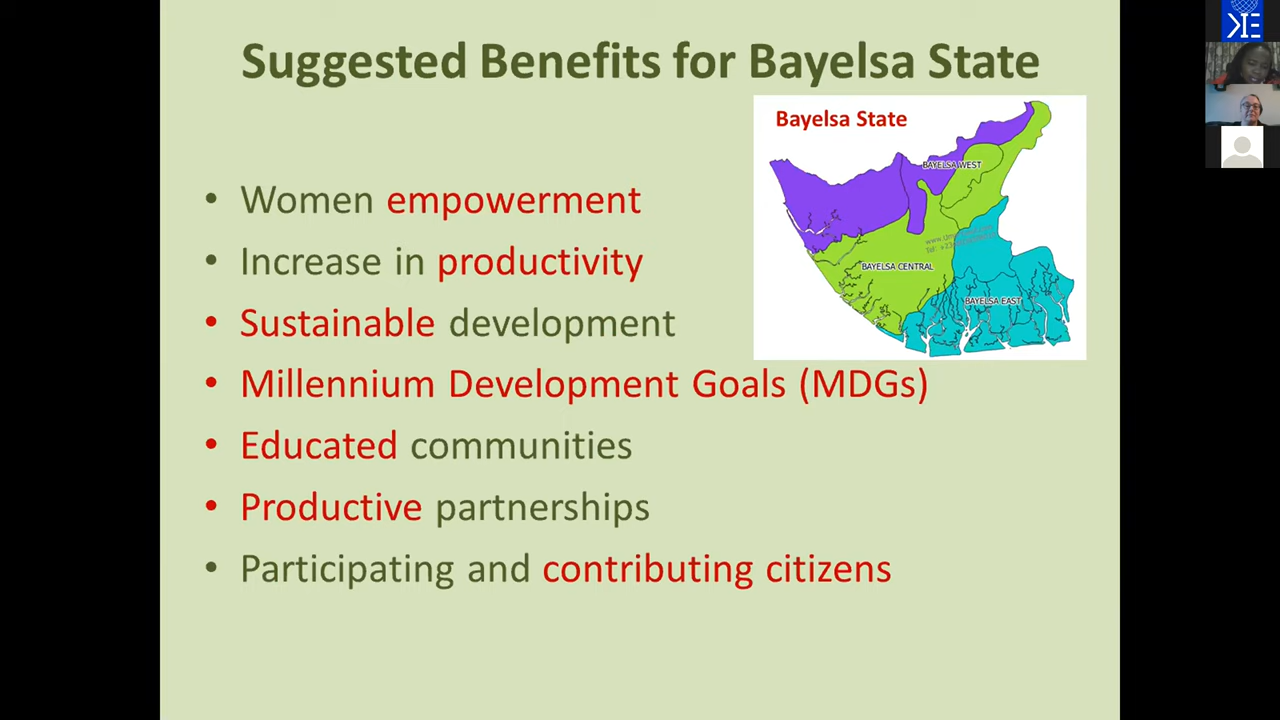 Suggested Benefits for Bayelsa State
Bayelsa State
BAYELSA WEST
BAYELSA CENTRAL
BAYELSA EAST
• Women empowerment
• Increase in productivity
• Sustainable development
• Millennium Development Goals (MDGs)
• Educated communities
• Productive partnerships
• Participating and contributing citizens